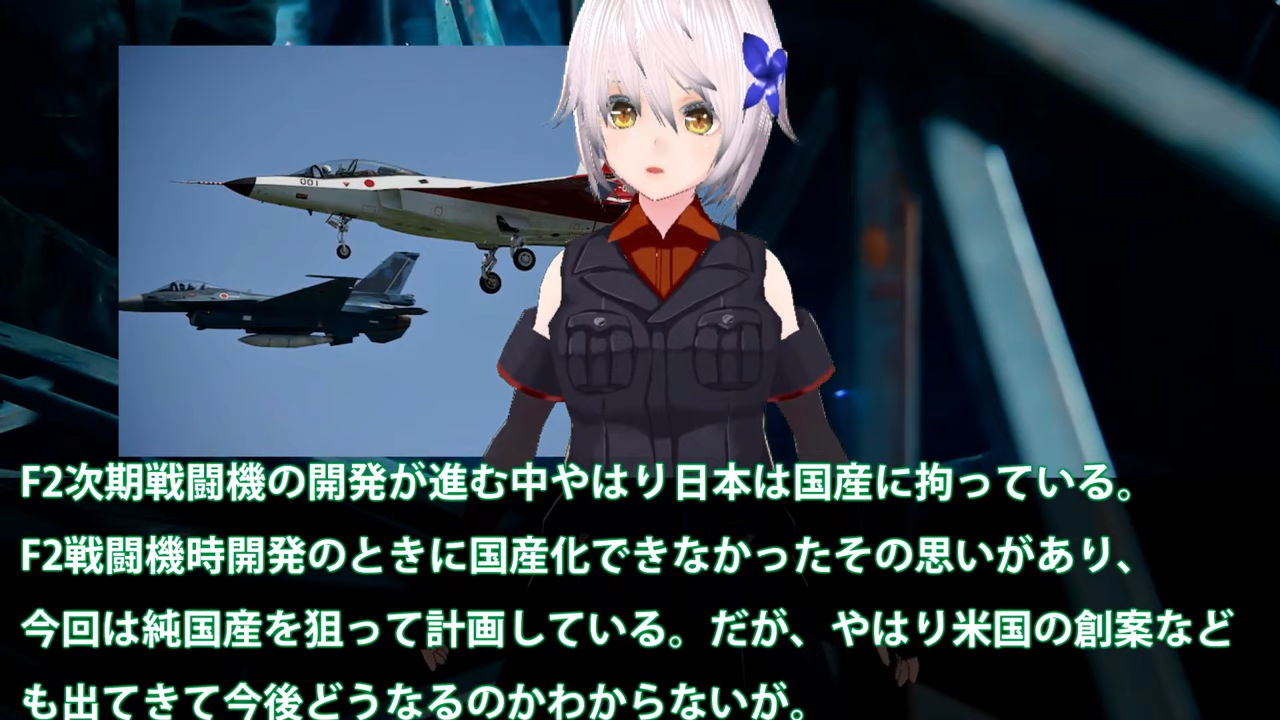 001
F2次期戦闘機の開発が進む中やはり日本は国産に拘っている。
F2戦闘機時開発のときに国産化できなかったその思いがあり、
今回は純国産を狙って計画している。だが、やはり米国の創案など
も出てきて今後どうなるのかわからないが。